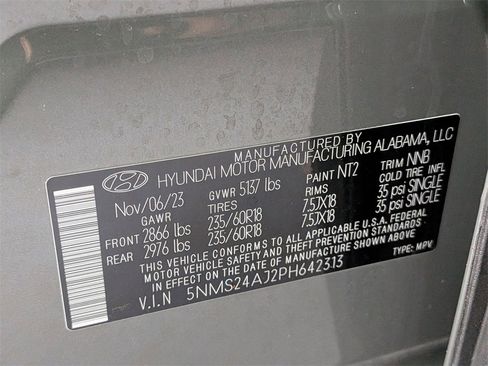 MANUFACTURED BY
HYUNDAI MOTOR MANUFACTURING ALABAMA, LLC
Nov/06/23 GVWR 5137 lbs PAINT NT2 TRIM NNB
GAWR TIRES RIMS COLD TIRE INFL
FRONT 2866 lbs 235/60R18 7.5JX18 35 psi SINGLE
REAR 2976 lbs 235/60R18 7.5JX18 35 psi SINGLE
THIS VEHICLE CONFORMS TO ALL APPLICABLE U.S.A. FEDERAL
MOTOR VEHICLE SAFETY AND THEFT PREVENTION STANDARDS
IN EFFECT ON THE DATE OF MANUFACTURE SHOWN ABOVE.
V.I.N 5NMS24AJ2PH642313 TYPE: MPV